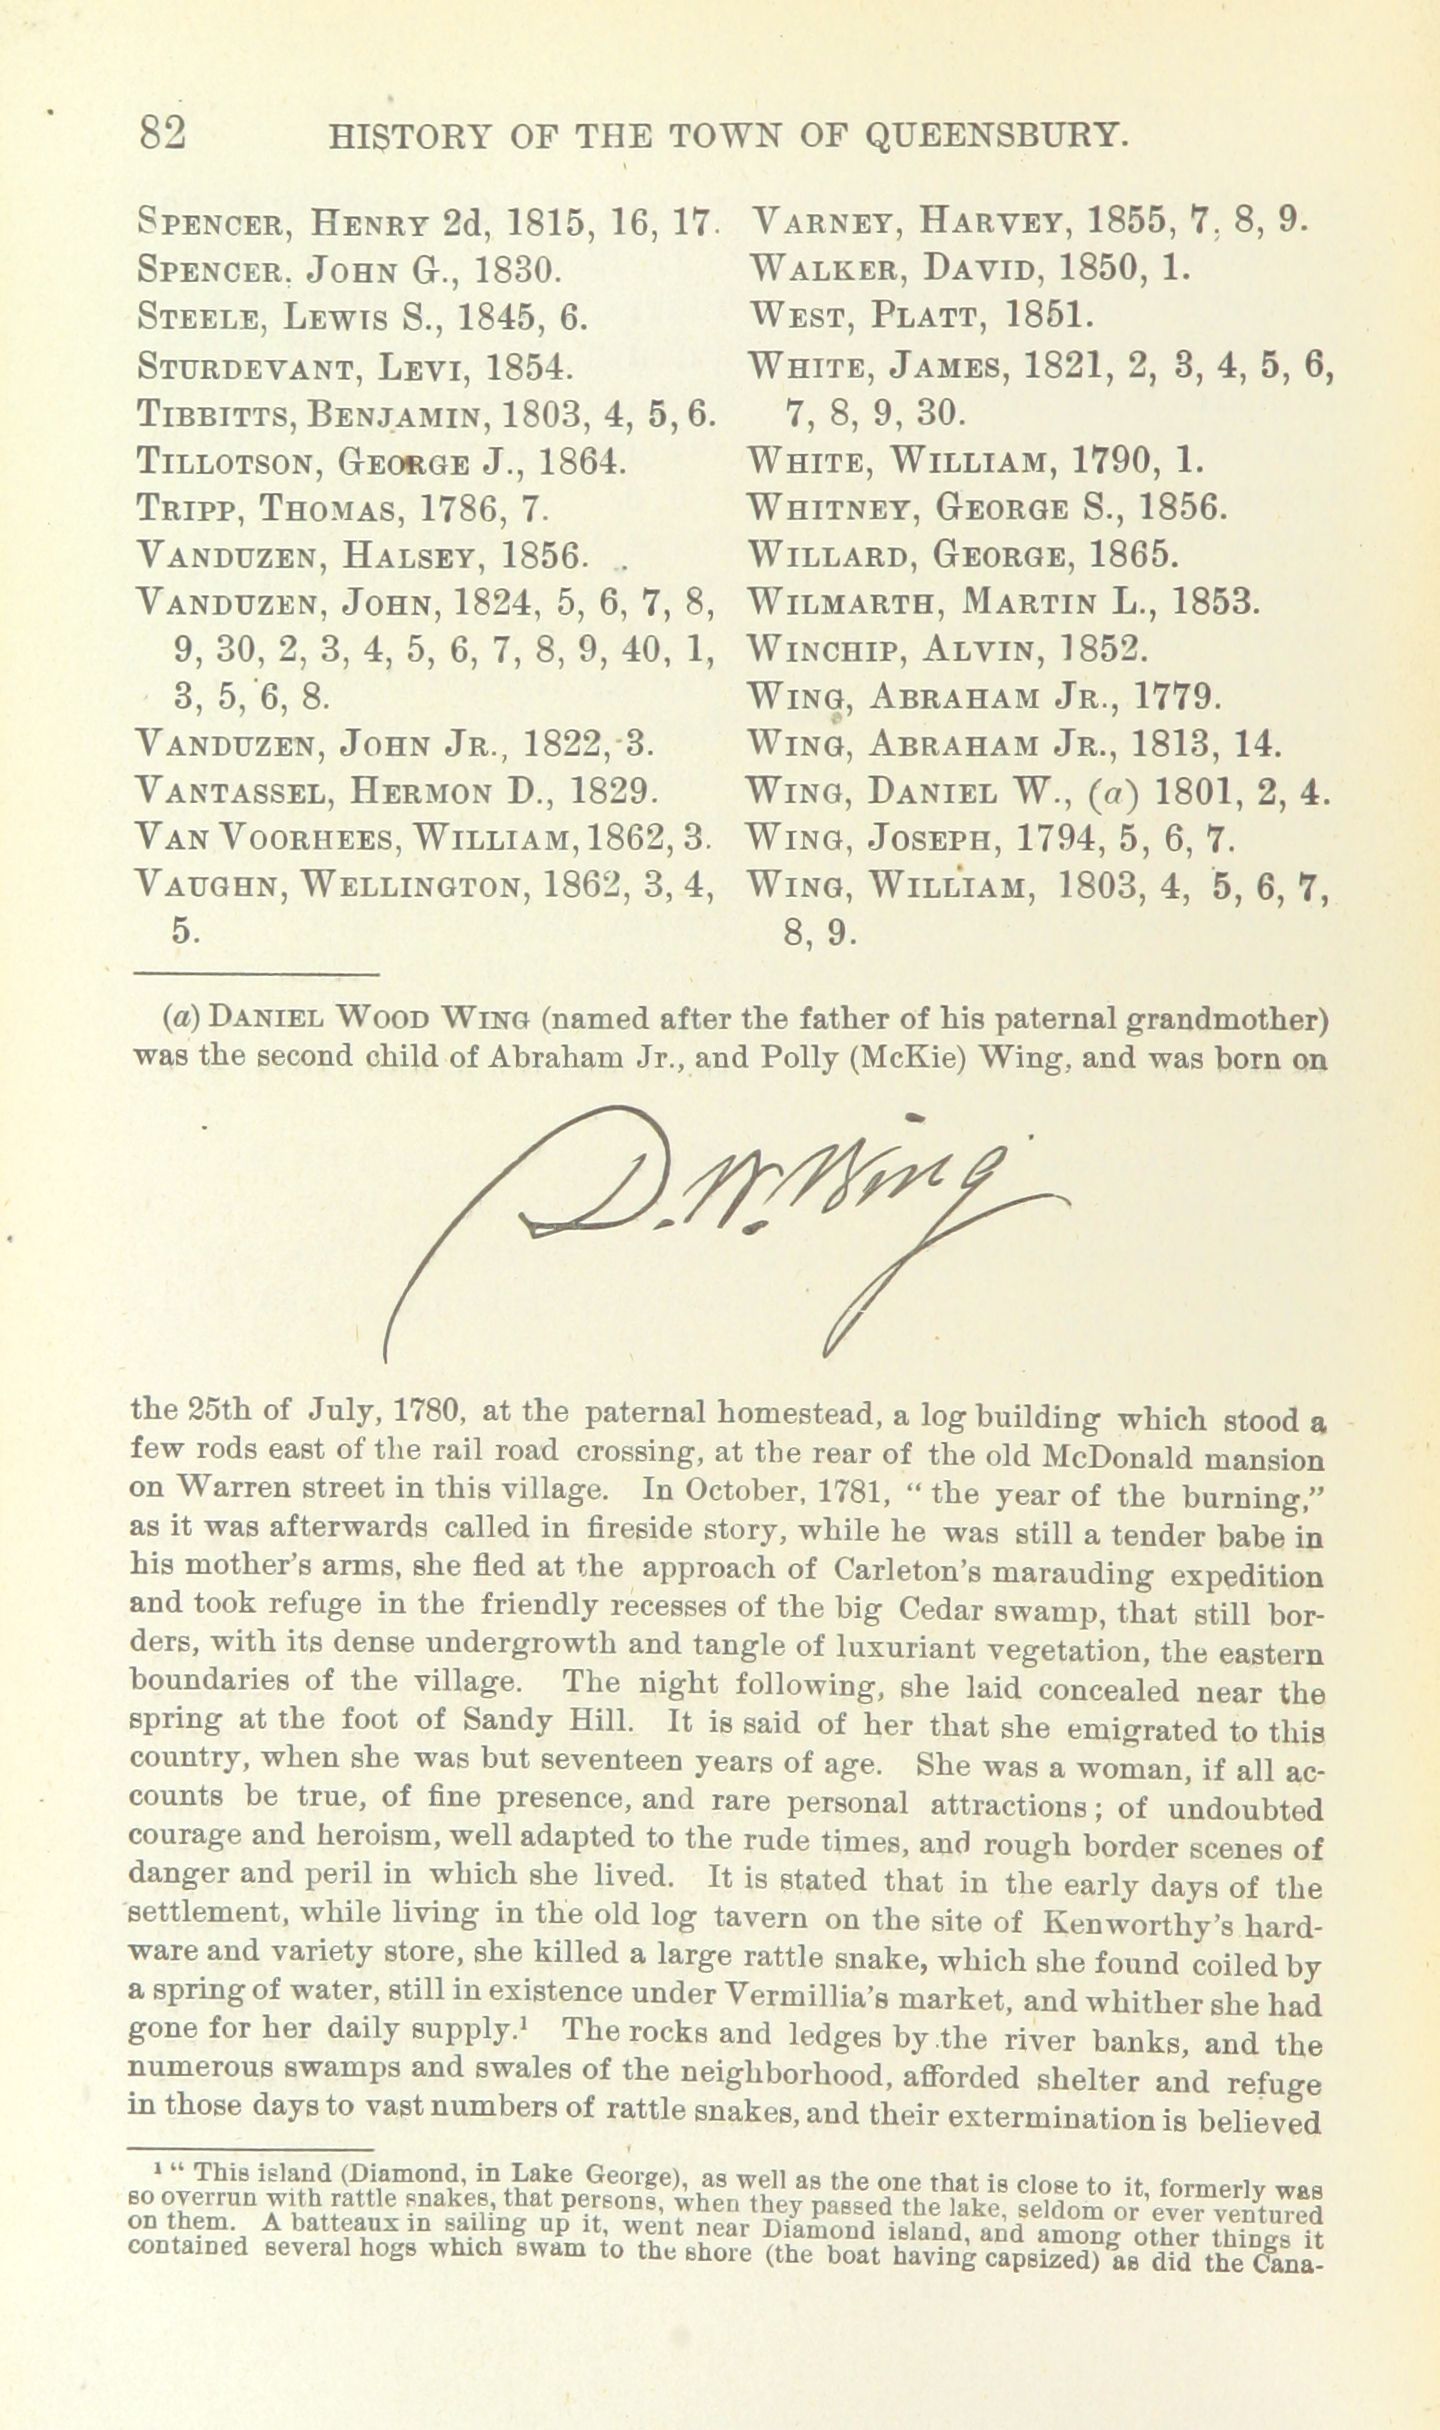 82 HISTORY OF THE TOWN OF QUEENSBURY.
SPENCER, HENRY 2d, 1815, 16, 17.
SPENCER. JOHN G., 1830.
STEELE, LEWIS S., 1845, 6.
STURDEVANT, LEVI, 1854.
TIBBITTS, BENJAMIN, 1803, 4, 5, 6.
TILLOTSON, GEORGE J., 1864.
TRIPP, THOMAS, 1786, 7.
VANDUZEN, HALSEY, 1856.
VANDUZEN, JOHN, 1824, 5, 6, 7, 8,
9, 30, 2, 3, 4, 5, 6, 7, 8, 9, 40, 1,
3, 5, 6, 8.
VANDUZEN, JOHN JR., 1822, 3.
VANTASSEL, HERMON D., 1829.
VAN VOORHEES, WILLIAM, 1862, 3.
VAUGHN, WELLINGTON, 1862, 3, 4,
5.
VARNEY, HARVEY, 1855, 7, 8, 9.
WALKER, DAVID, 1850, 1.
WEST, PLATT, 1851.
WHITE, JAMES, 1821, 2, 3, 4, 5, 6,
7, 8, 9, 30.
WHITE, WILLIAM, 1790, 1.
WHITNEY, GEORGE S., 1856.
WILLARD, GEORGE, 1865.
WILMARTH, MARTIN L., 1853.
WINCHIP, ALVIN, 1852.
WING, ABRAHAM JR., 1779.
WING, ABRAHAM JR., 1813, 14.
WING, DANIEL W., (a) 1801, 2, 4.
WING, JOSEPH, 1794, 5, 6, 7.
WING, WILLIAM, 1803, 4, 5, 6, 7,
8, 9.
(a) DANIEL WOOD WING (named after the father of his paternal grandmother)
was the second child of Abraham Jr., and Polly (McKie) Wing, and was born on
D. W. Wing
the 25th of July, 1780, at the paternal homestead, a log building which stood a
few rods east of the rail road crossing, at the rear of the old McDonald mansion
on Warren street in this village. In October, 1781, “ the year of the burning,”
as it was afterwards called in fireside story, while he was still a tender babe in
his mother's arms, she fled at the approach of Carleton's marauding expedition
and took refuge in the friendly recesses of the big Cedar swamp, that still bor-
ders, with its dense undergrowth and tangle of luxuriant vegetation, the eastern
boundaries of the village. The night following, she laid concealed near the
spring at the foot of Sandy Hill. It is said of her that she emigrated to this
country, when she was but seventeen years of age. She was a woman, if all ac-
counts be true, of fine presence, and rare personal attractions; of undoubted
courage and heroism, well adapted to the rude times, and rough border scenes of
danger and peril in which she lived. It is stated that in the early days of the
settlement, while living in the old log tavern on the site of Kenworthy's hard-
ware and variety store, she killed a large rattle snake, which she found coiled by
a spring of water, still in existence under Vermillia's market, and whither she had
gone for her daily supply.¹ The rocks and ledges by the river banks, and the
numerous swamps and swales of the neighborhood, afforded shelter and refuge
in those days to vast numbers of rattle snakes, and their extermination is believed
¹ “ This island (Diamond, in Lake George), as well as the one that is close to it, formerly was
so overrun with rattle snakes, that persons, when they passed the lake, seldom or ever ventured
on them. A batteaux in sailing up it, went near Diamond island, and among other things it
contained several hogs which swam to the shore (the boat having capsized) as did the Cana-